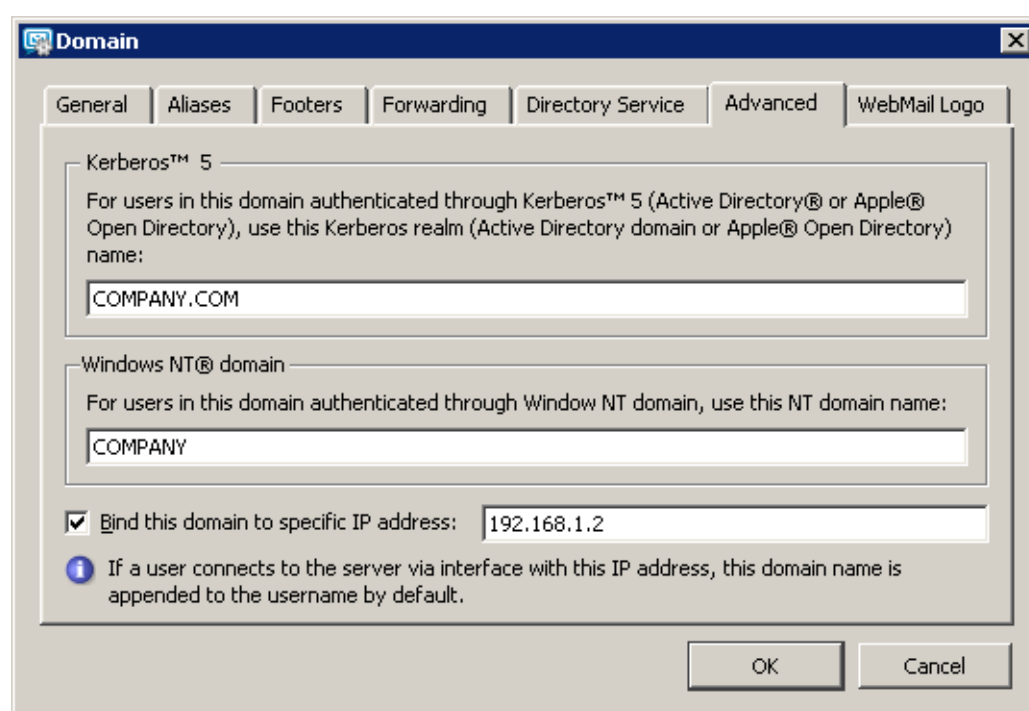 Domain
General Aliases Footers Forwarding Directory Service Advanced WebMail Logo
Kerberos™ 5
For users in this domain authenticated through Kerberos™ 5 (Active Directory® or Apple®
Open Directory), use this Kerberos realm (Active Directory domain or Apple® Open Directory)
name:
COMPANY.COM
Windows NT® domain
For users in this domain authenticated through Window NT domain, use this NT domain name:
COMPANY
Bind this domain to specific IP address: 192.168.1.2
If a user connects to the server via interface with this IP address, this domain name is
appended to the username by default.
OK Cancel